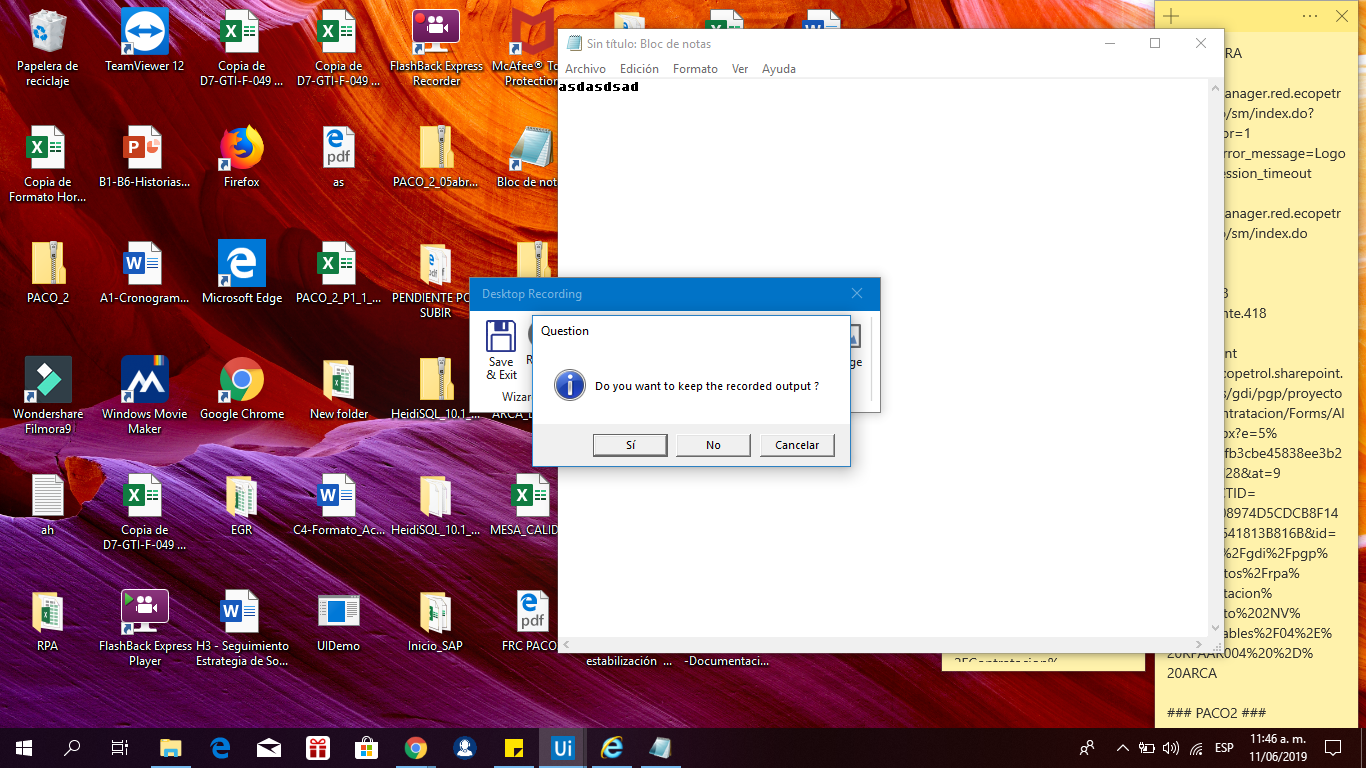 Papelera de
reciclaje
TeamViewer 12
Copia de
D7-GTI-F-049 ...
Copia de
D7-GTI-F-049 ...
FlashBack Express
Recorder
McAfee® To
Protection
Copia de
Formato Hor...
B1-B6-Historias...
Firefox
as
PACO_2_05abr...
Bloc de not
PACO_2
A1-Cronogram...
Microsoft Edge
PACO_2_P1_1_...
PENDIENTE PO
SUBIR
Wondershare
Filmora9
Windows Movie
Maker
Google Chrome
New folder
HeidiSQL_10.1_...
ARCA_
ah
Copia de
D7-GTI-F-049 ...
EGR
C4-Formato_Ac...
HeidiSQL_10.1_...
MESA_CALID
RPA
FlashBack Express
Player
H3 - Seguimiento
Estrategia de So...
UIDemo
Inicio_SAP
FRC PACO
estabilización ...
-Documentaci...
Sin título: Bloc de notas
Archivo Edición Formato Ver Ayuda
asdasdsad
Desktop Recording
Save
& Exit
R
Wizar
ge
Question
Do you want to keep the recorded output ?
Sí No Cancelar
RA
anager.red.ecopetr
o/sm/index.do?
or=1
rror_message=Logo
ession_timeout
anager.red.ecopetr
o/sm/index.do
3
nte.418
nt
copetrol.sharepoint.
s/gdi/pgp/proyecto
ntratacion/Forms/Al
px?e=5%
fb3cbe45838ee3b2
28&at=9
CTID=
08974D5CDCB8F14
641813B816B&id=
%2Fgdi%2Fpgp%
tos%2Frpa%
tacion%
to%202NV%
ables%2F04%2E%
20RPAAR004%20%2D%
20ARCA
### PACO2 ###
2FContratacion%
ESP
11:46 a. m.
11/06/2019